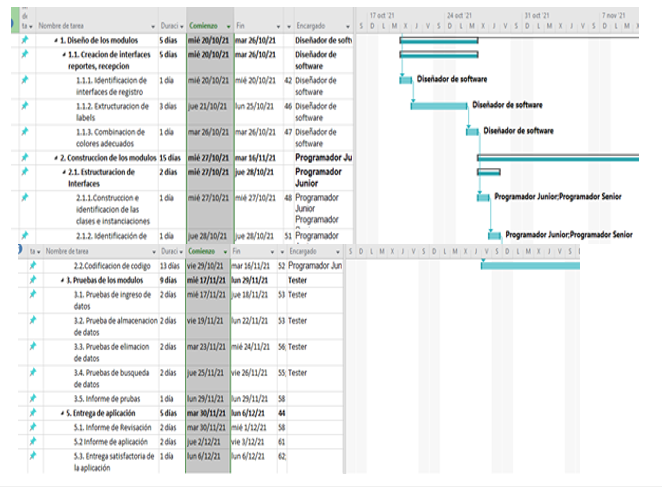 17 oct '21 24 oct '21 31 oct '21 7 nov '21
ta Nombre de tarea Duraci Comienzo Fin Encargado S D L M X J V S D L M X J V S D L M X J V S D L M X
1. Diseño de los modulos 5 días mié 20/10/21 mar 26/10/21 Diseñador de soft
1.1. Creacion de interfaces 5 días mié 20/10/21 mar 26/10/21 Diseñador de
reportes, recepcion software
1.1.1. Identificacion de 1 día mié 20/10/21 mié 20/10/21 42 Diseñador de Diseñador de software
interfaces de registro software
1.1.2. Estructuracion de 3 días jue 21/10/21 lun 25/10/21 46 Diseñador de Diseñador de software
labels software
1.1.3. Combinacion de 1 día mar 26/10/21 mar 26/10/21 47 Diseñador de Diseñador de software
colores adecuados software
2. Construccion de los modulos 15 días mié 27/10/21 mar 16/11/21 Programador Ju
2.1. Estructuracion de 2 días mié 27/10/21 jue 28/10/21 Programador
Interfaces Junior
2.1.1.Construccion e 1 día mié 27/10/21 mié 27/10/21 48 Programador Programador Junior;Programador Senior
identificacion de las Junior
clases e instanciaciones Programador
2.1.2. Identificación de 1 día jue 28/10/21 jue 28/10/21 51 Programador Programador Junior;Programador Senior
ta Nombre de tarea Duraci Comienzo Fin Encargado S D L M X J V S D L M X J V S D L M X J V S
2.2.Codificacion de codigo 13 días vie 29/10/21 mar 16/11/21 52 Programador Jun
3. Pruebas de los modulos 9 días mié 17/11/21 lun 29/11/21 Tester
3.1. Pruebas de ingreso de 2 días mié 17/11/21 jue 18/11/21 53 Tester
datos
3.2. Prueba de almacenacion 2 días vie 19/11/21 lun 22/11/21 53 Tester
de datos
3.3. Pruebas de elimacion 2 días mar 23/11/21 mié 24/11/21 56; Tester
de datos
3.4. Pruebas de busqueda 2 días jue 25/11/21 vie 26/11/21 55; Tester
de datos
3.5. Informe de prubas 1 día lun 29/11/21 lun 29/11/21 58
5. Entrega de aplicación 5 días mar 30/11/21 lun 6/12/21 44
5.1. Informe de Revisación 2 días mar 30/11/21 mié 1/12/21 58
5.2 Informe de aplicación 2 días jue 2/12/21 vie 3/12/21 61
5.3. Entrega satisfactoria de 1 día lun 6/12/21 lun 6/12/21 62;
la aplicación